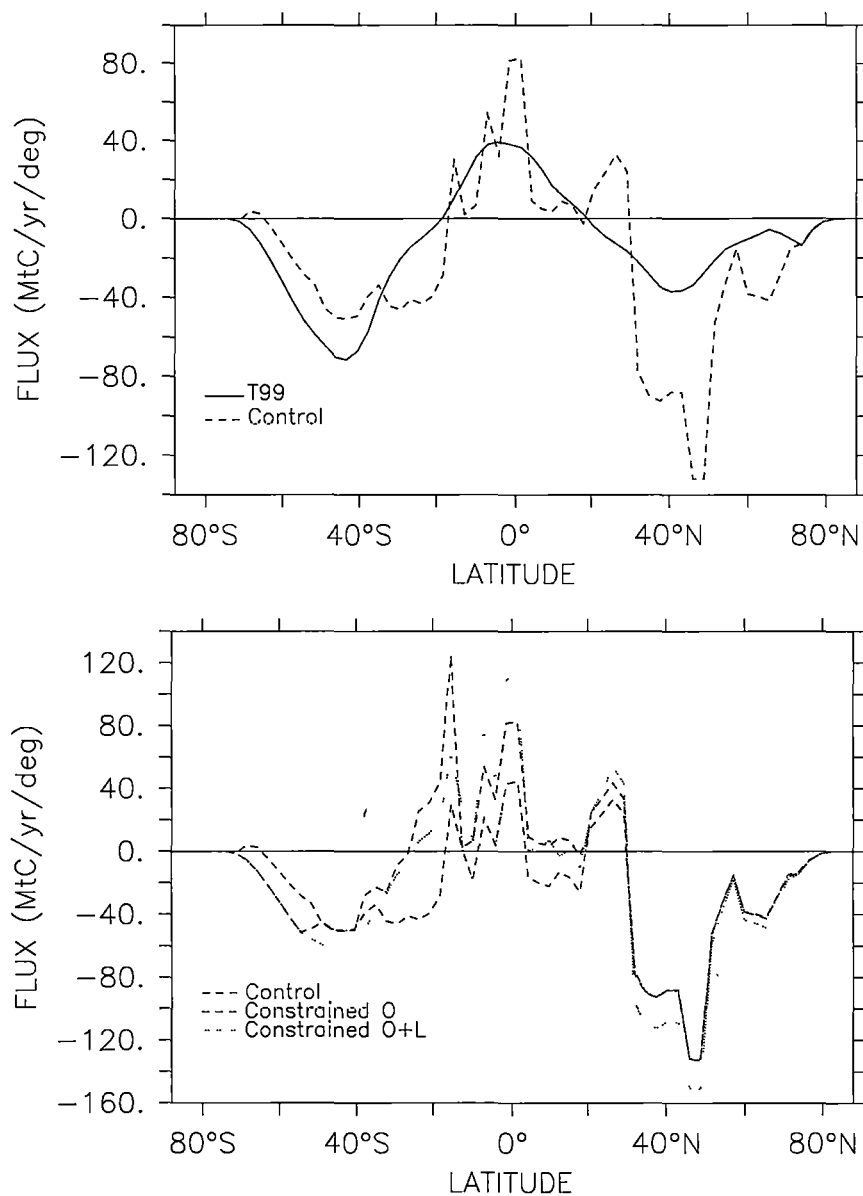 80.
40.
0.
−40.
−80.
−120.
FLUX (MtC/yr/deg)
T99
Control
80°S 40°S 0° 40°N 80°N
LATITUDE
120.
80.
40.
0.
−40.
−80.
−120.
−160.
FLUX (MtC/yr/deg)
Control
Constrained O
Constrained O+L
80°S 40°S 0° 40°N 80°N
LATITUDE